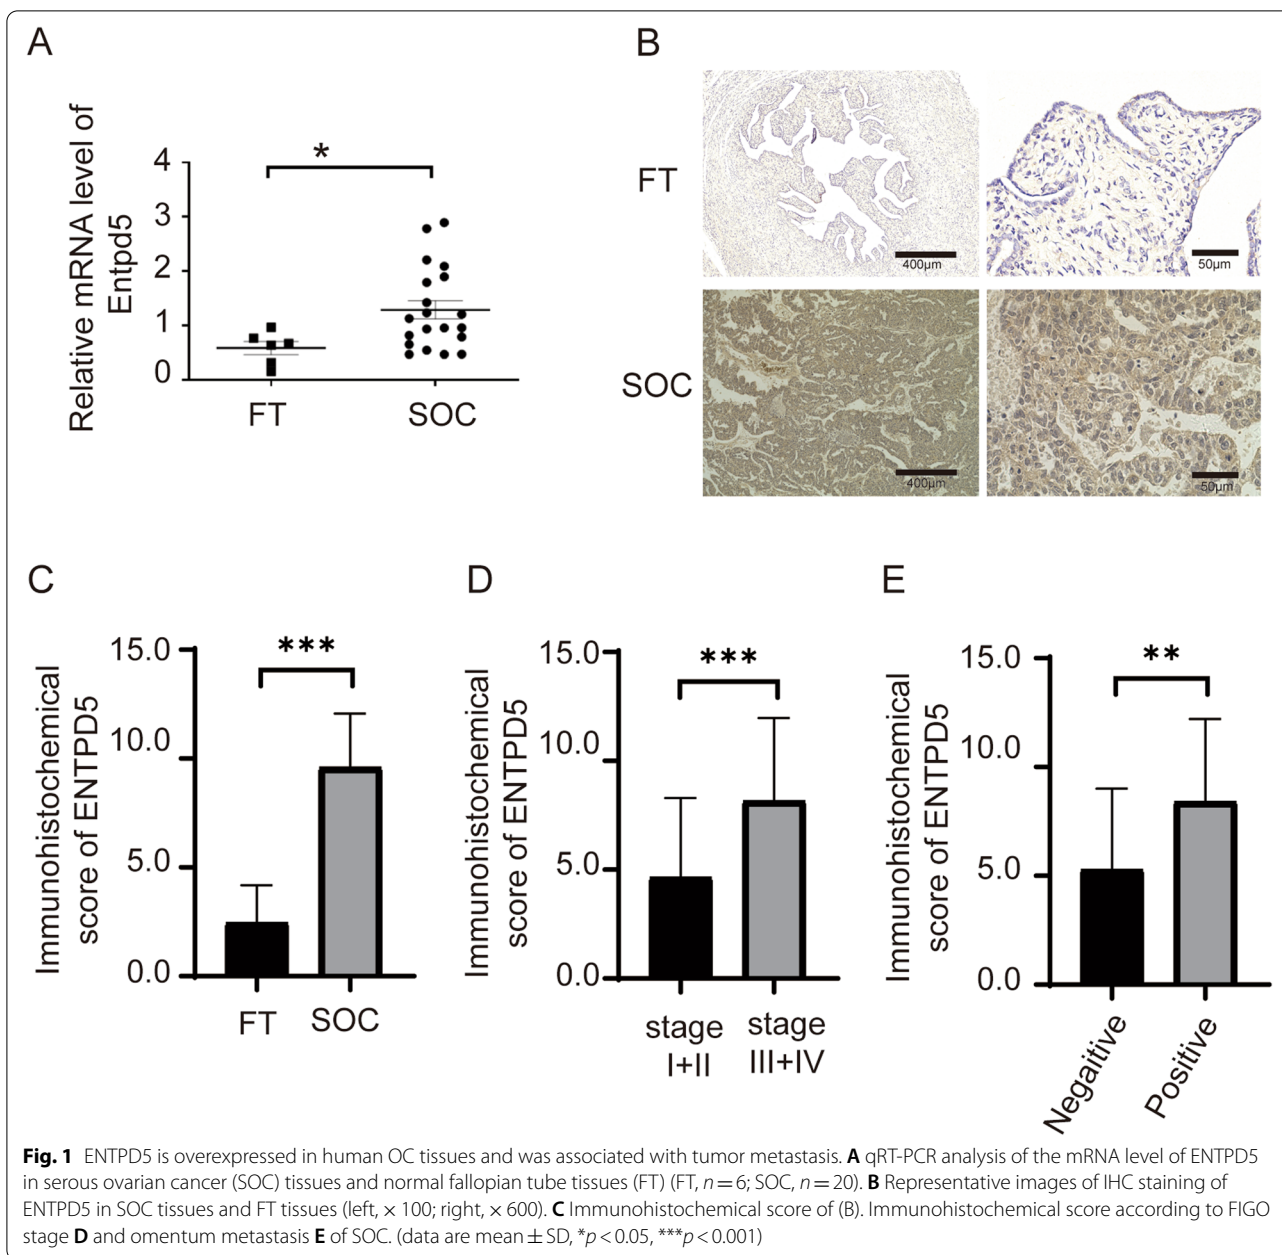 A
Relative mRNA level of
Entpd5
4
3
2
1
0
*
FT
SOC
B
FT
400µm
50µm
SOC
400µm
50µm
C
Immunohistochemical
score of ENTPD5
15.0
10.0
5.0
0.0
***
FT
SOC
D
Immunohistochemical
score of ENTPD5
15.0
10.0
5.0
0.0
***
stage
I+II
stage
III+IV
E
Immunohistochemical
score of ENTPD5
15.0
10.0
5.0
0.0
**
Negaitive
Positive
Fig. 1 ENTPD5 is overexpressed in human OC tissues and was associated with tumor metastasis. A qRT-PCR analysis of the mRNA level of ENTPD5
in serous ovarian cancer (SOC) tissues and normal fallopian tube tissues (FT) (FT, n = 6; SOC, n = 20). B Representative images of IHC staining of
ENTPD5 in SOC tissues and FT tissues (left, × 100; right, × 600). C Immunohistochemical score of (B). Immunohistochemical score according to FIGO
stage D and omentum metastasis E of SOC. (data are mean ± SD, *p < 0.05, ***p < 0.001)